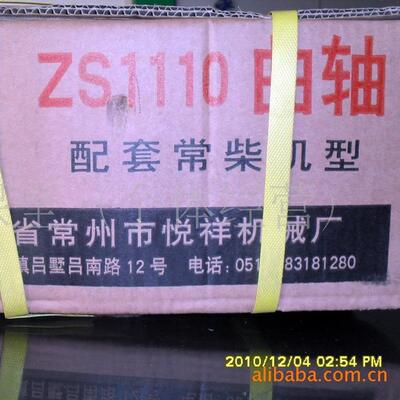 ZS1110 曲轴
配套常柴机型
省常州市悦祥机械厂
镇吕墅吕南路12号 电话:051 83181280
2010/12/04 02:54 PM
alibaba.com.cn